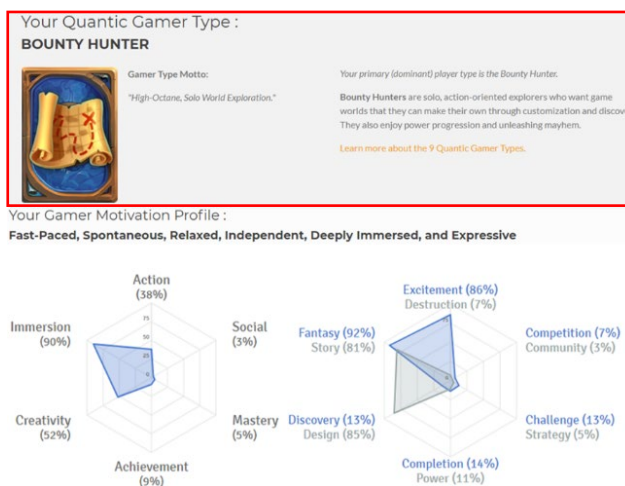 Your Quantic Gamer Type :
BOUNTY HUNTER
Gamer Type Motto:
"High-Octane, Solo World Exploration."
Your primary (dominant) player type is the Bounty Hunter.
Bounty Hunters are solo, action-oriented explorers who want game
worlds that they can make their own through customization and discov
They also enjoy power progression and unleashing mayhem.
Learn more about the 9 Quantic Gamer Types.
Your Gamer Motivation Profile :
Fast-Paced, Spontaneous, Relaxed, Independent, Deeply Immersed, and Expressive
Action
(38%)
75
50
25
0
Social
(3%)
Mastery
(5%)
Achievement
(9%)
Creativity
(52%)
Immersion
(90%)
Excitement (86%)
Destruction (7%)
Competition (7%)
Community (3%)
Challenge (13%)
Strategy (5%)
Completion (14%)
Power (11%)
Discovery (13%)
Design (85%)
Fantasy (92%)
Story (81%)